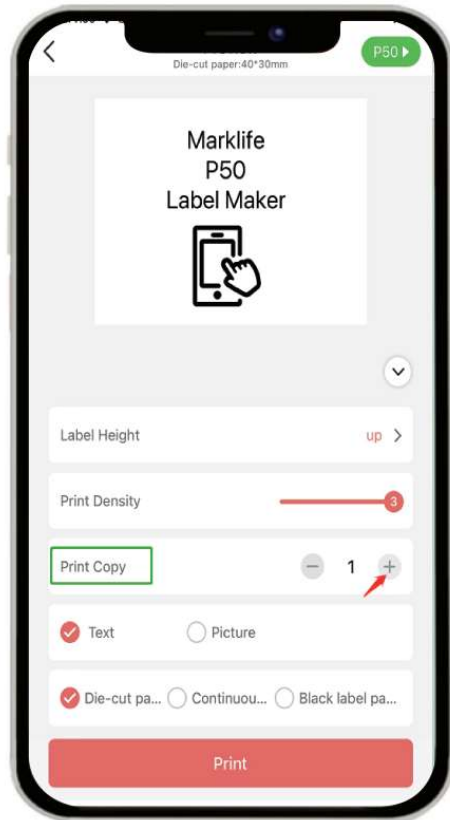 Die-cut paper:40*30mm
P50
Marklife
P50
Label Maker
Label Height up
Print Density 3
Print Copy 1
Text Picture
Die-cut pa... Continuou... Black label pa...
Print